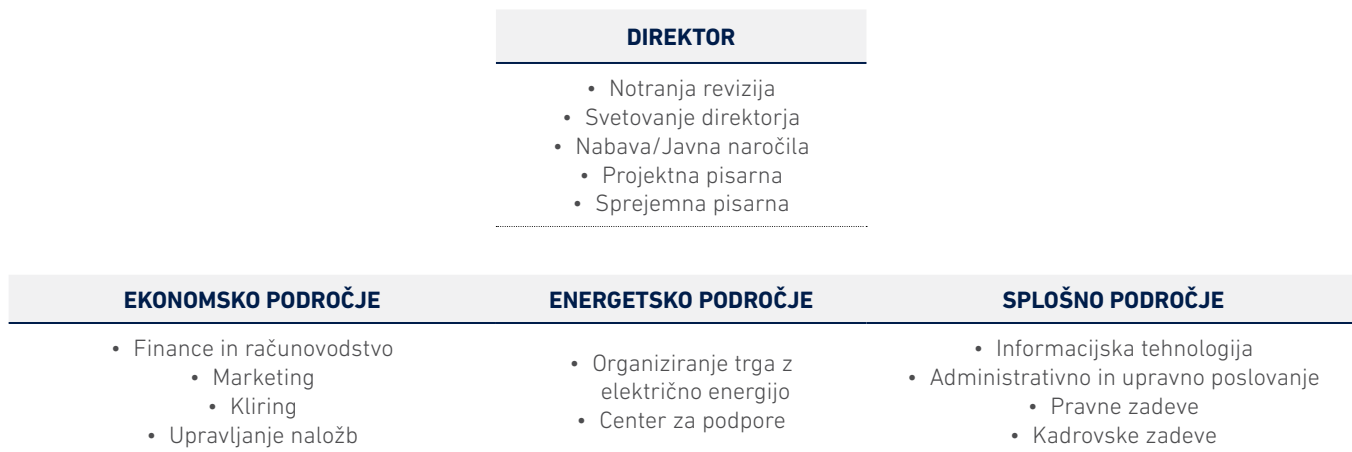 DIREKTOR
• Notranja revizija
• Svetovanje direktorja
• Nabava/Javna naročila
• Projektna pisarna
• Sprejemna pisarna
EKONOMSKO PODROČJE
• Finance in računovodstvo
• Marketing
• Kliring
• Upravljanje naložb
ENERGETSKO PODROČJE
• Organiziranje trga z
električno energijo
• Center za podpore
SPLOŠNO PODROČJE
• Informacijska tehnologija
• Administrativno in upravno poslovanje
• Pravne zadeve
• Kadrovske zadeve